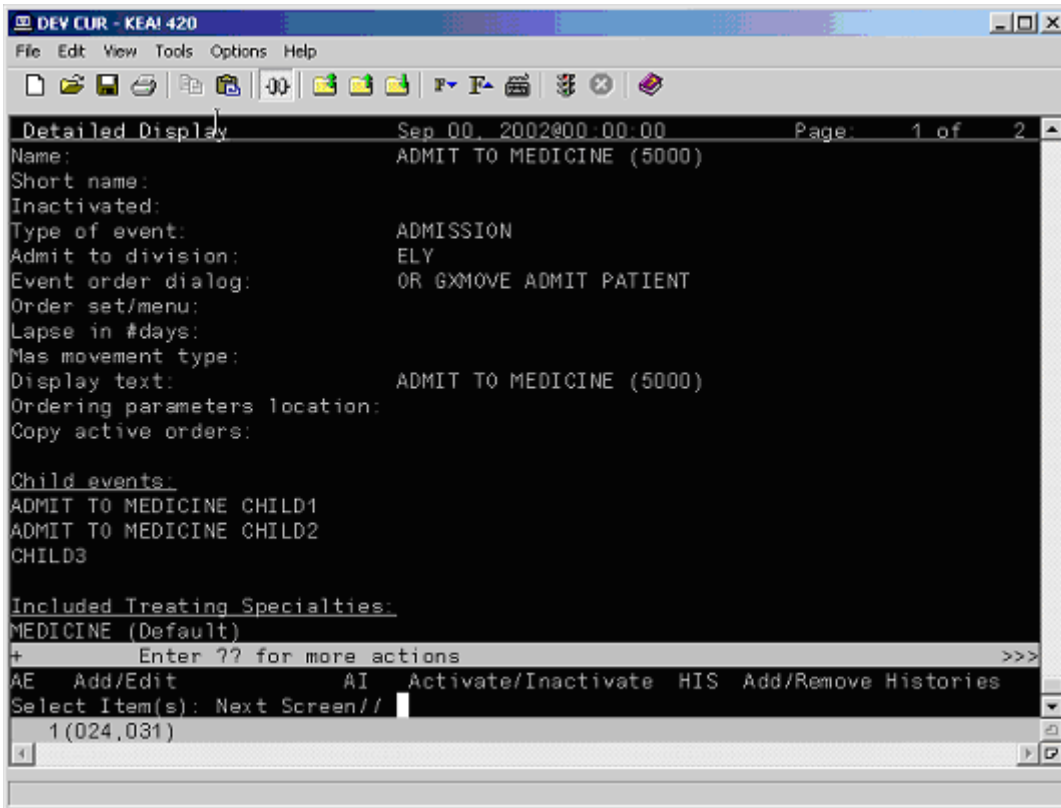 DEV CUR - KEA! 420
File Edit View Tools Options Help
Detailed Display Sep 00, 2002@00:00:00 Page: 1 of 2
Name: ADMIT TO MEDICINE (5000)
Short name:
Inactivated:
Type of event: ADMISSION
Admit to division: ELY
Event order dialog: OR GXMOVE ADMIT PATIENT
Order set/menu:
Lapse in #days:
Mas movement type:
Display text: ADMIT TO MEDICINE (5000)
Ordering parameters location:
Copy active orders:
Child events:
ADMIT TO MEDICINE CHILD1
ADMIT TO MEDICINE CHILD2
CHILD3
Included Treating Specialties:
MEDICINE (Default)
+ Enter ?? for more actions >>>
AE Add/Edit AI Activate/Inactivate HIS Add/Remove Histories
Select Item(s): Next Screen//
1(024,031)